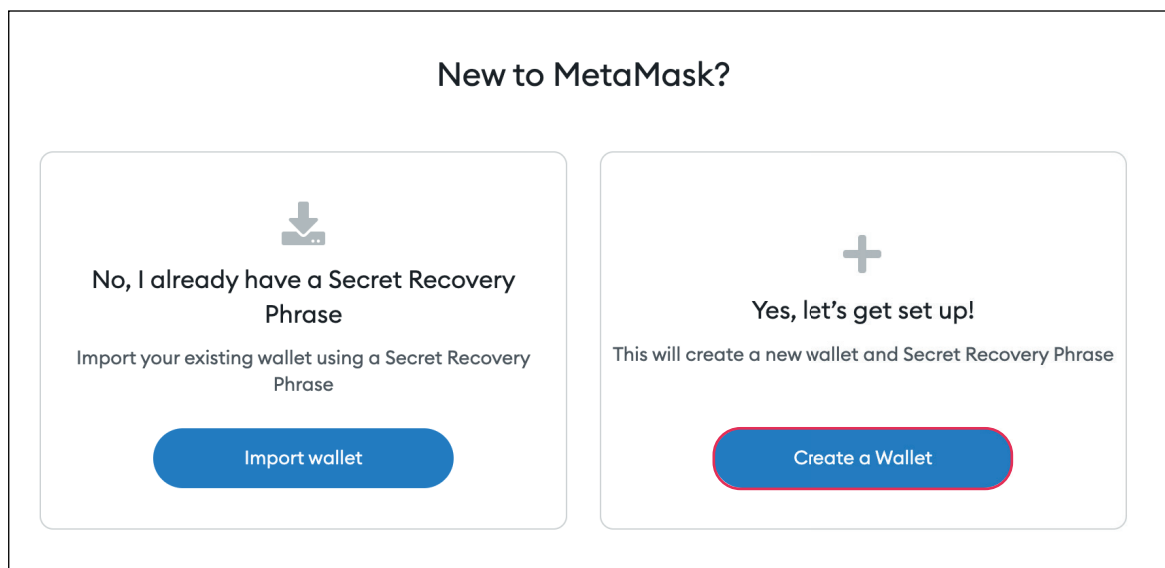 New to MetaMask?
No, I already have a Secret Recovery
Phrase
Import your existing wallet using a Secret Recovery
Phrase
Import wallet
Yes, let’s get set up!
This will create a new wallet and Secret Recovery Phrase
Create a Wallet